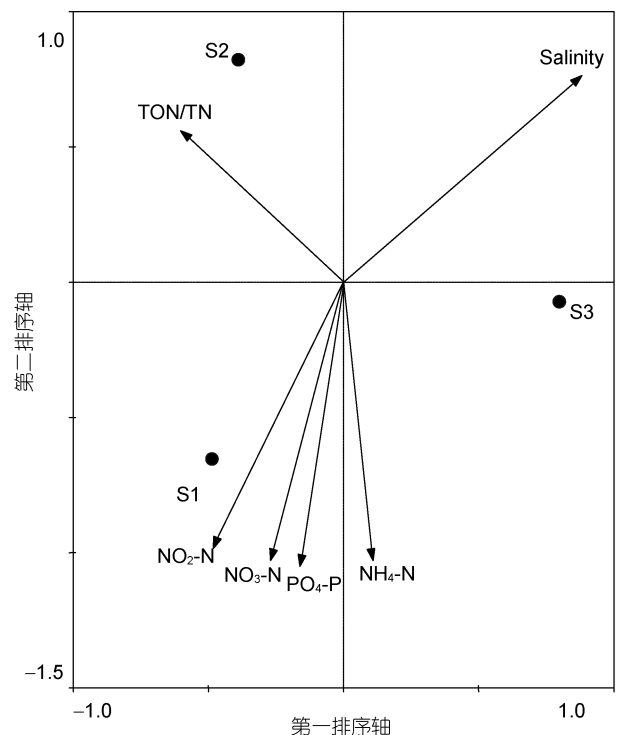 1.0
S2
Salinity
TON/TN
S3
第二排序轴
S1
NO₂-N
NO₃-N
PO₄-P
NH₄-N
−1.5
−1.0
1.0
第一排序轴